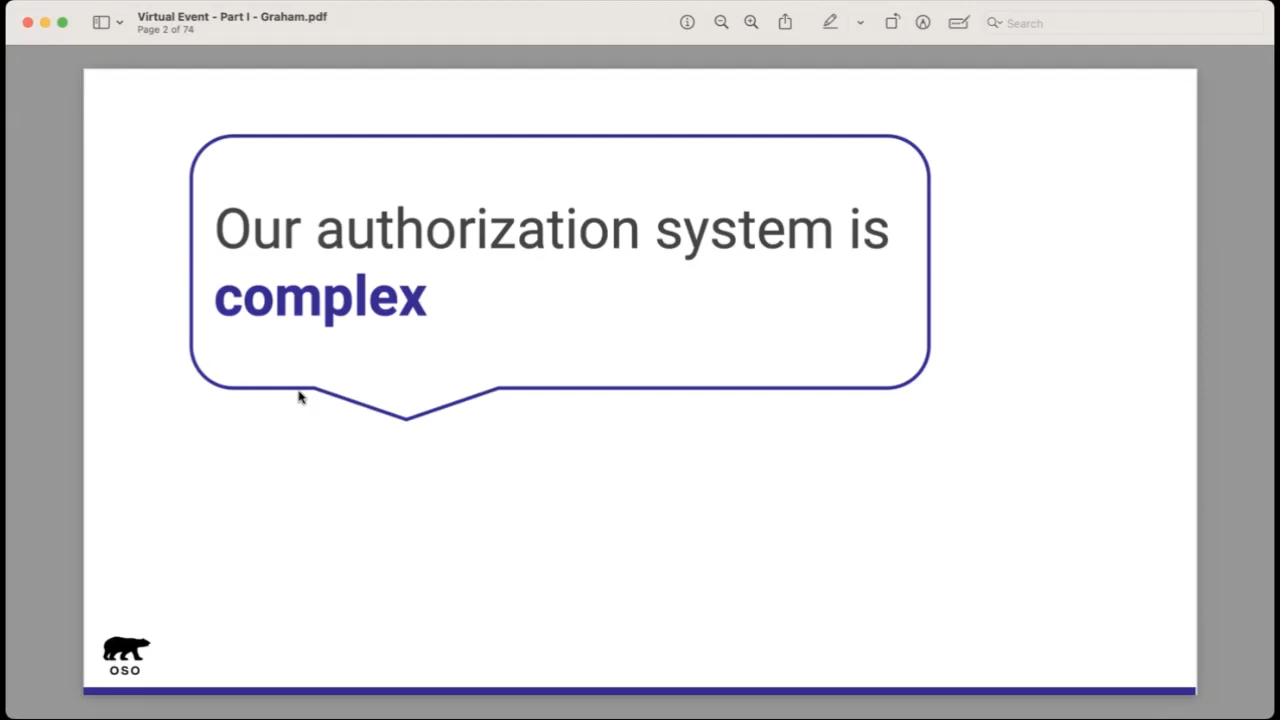 Virtual Event - Part I - Graham.pdf
Page 2 of 74
Search
Our authorization system is
complex
OSO